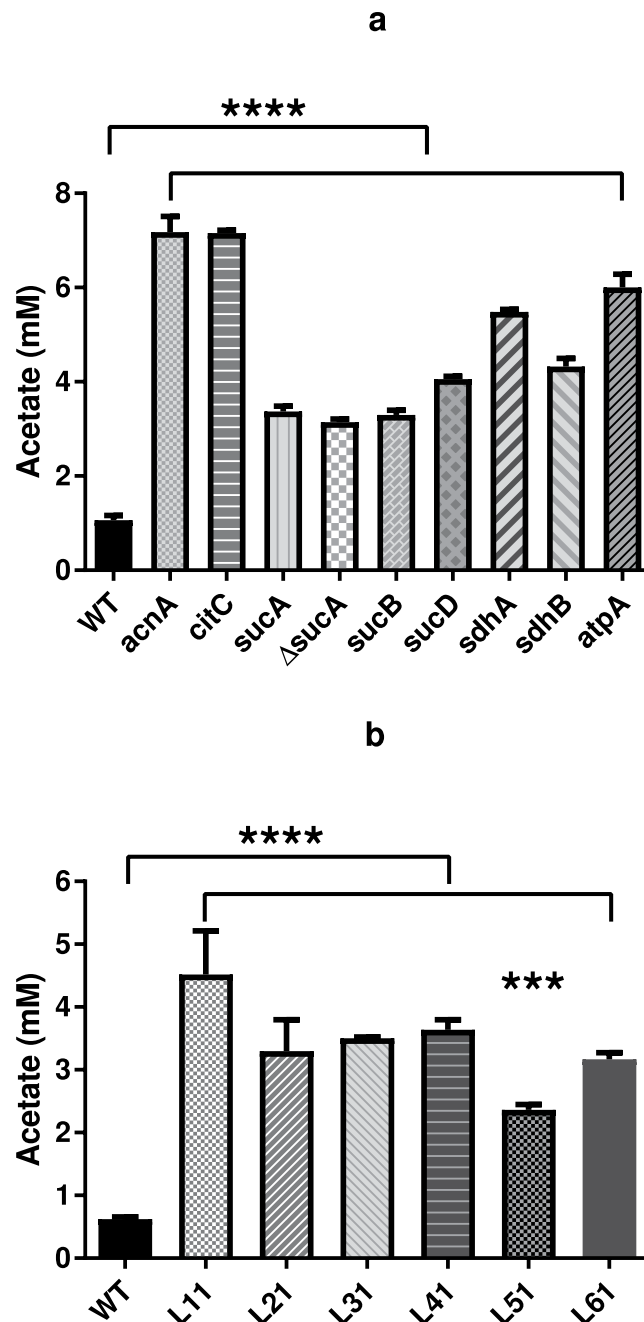 a
****
8
6
4
2
0
Acetate (mM)
WT
acnA
citC
sucA
ΔsucA
sucB
sucD
sdhA
sdhB
atpA
b
****
***
6
5
4
3
2
1
0
Acetate (mM)
WT
L11
L21
L31
L41
L51
L61